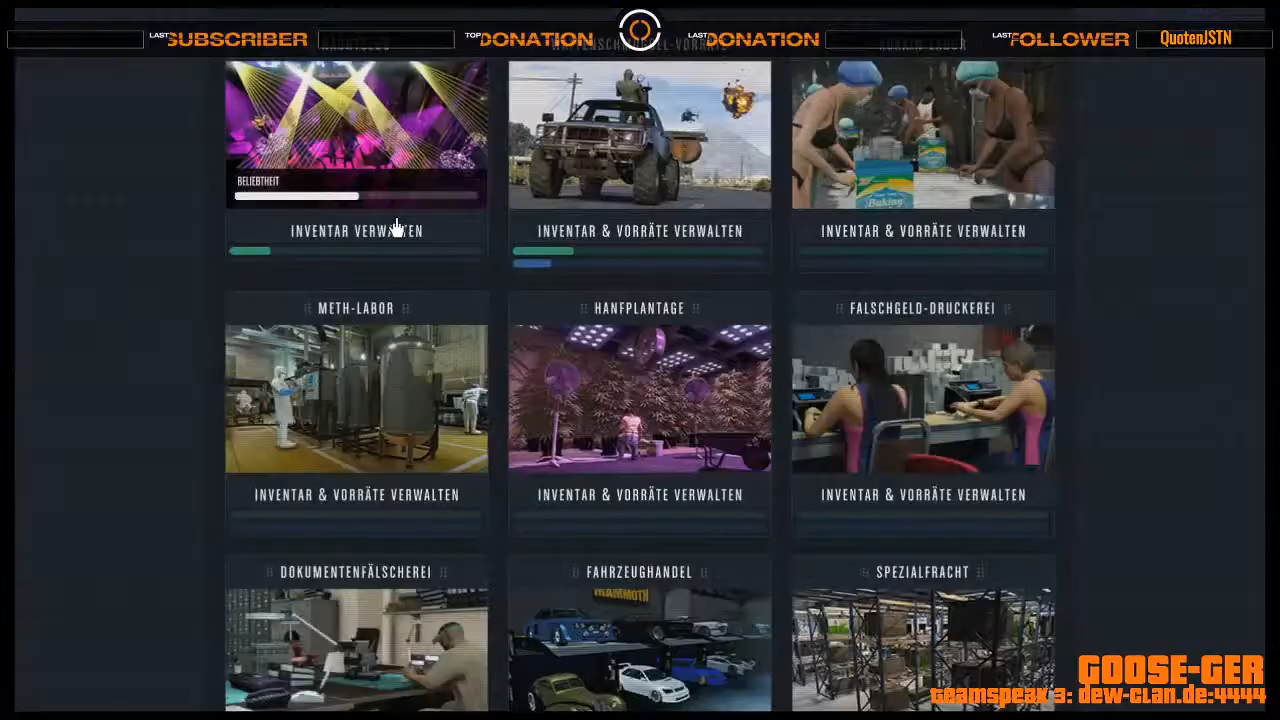 LAST SUBSCRIBER
TOP DONATION
LAST DONATION
LAST FOLLOWER QuotenJSTN
BELIEBTHEIT
Baking
INVENTAR VERWALTEN
INVENTAR & VORRÄTE VERWALTEN
INVENTAR & VORRÄTE VERWALTEN
METH-LABOR
HANFPLANTAGE
FALSCHGELD-DRUCKEREI
INVENTAR & VORRÄTE VERWALTEN
INVENTAR & VORRÄTE VERWALTEN
INVENTAR & VORRÄTE VERWALTEN
DOKUMENTENFÄLSCHEREI
FAHRZEUGHANDEL
SPEZIALFRACHT
MAMMOTH
GOOSE-GER
teamspeak 3: dew-clan.de:4444